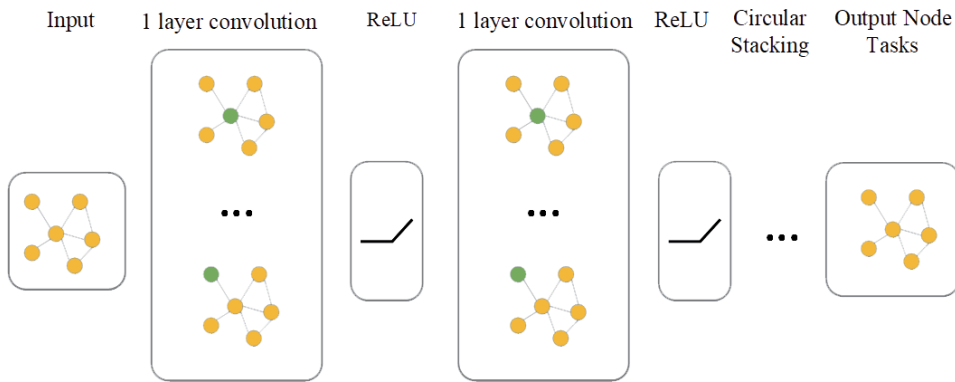 Input
1 layer convolution
ReLU
1 layer convolution
ReLU
Circular
Stacking
Output Node
Tasks